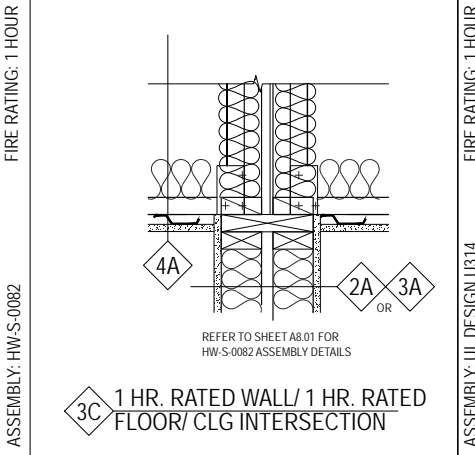 FIRE RATING: 1 HOUR
ASSEMBLY: HW-S-0082
4A
2A
3A
OR
REFER TO SHEET A8.01 FOR
HW-S-0082 ASSEMBLY DETAILS
3C
1 HR. RATED WALL/ 1 HR. RATED
FLOOR/ CLG INTERSECTION
FIRE RATING: 1 HOUR
ASSEMBLY: UL DESIGN U314